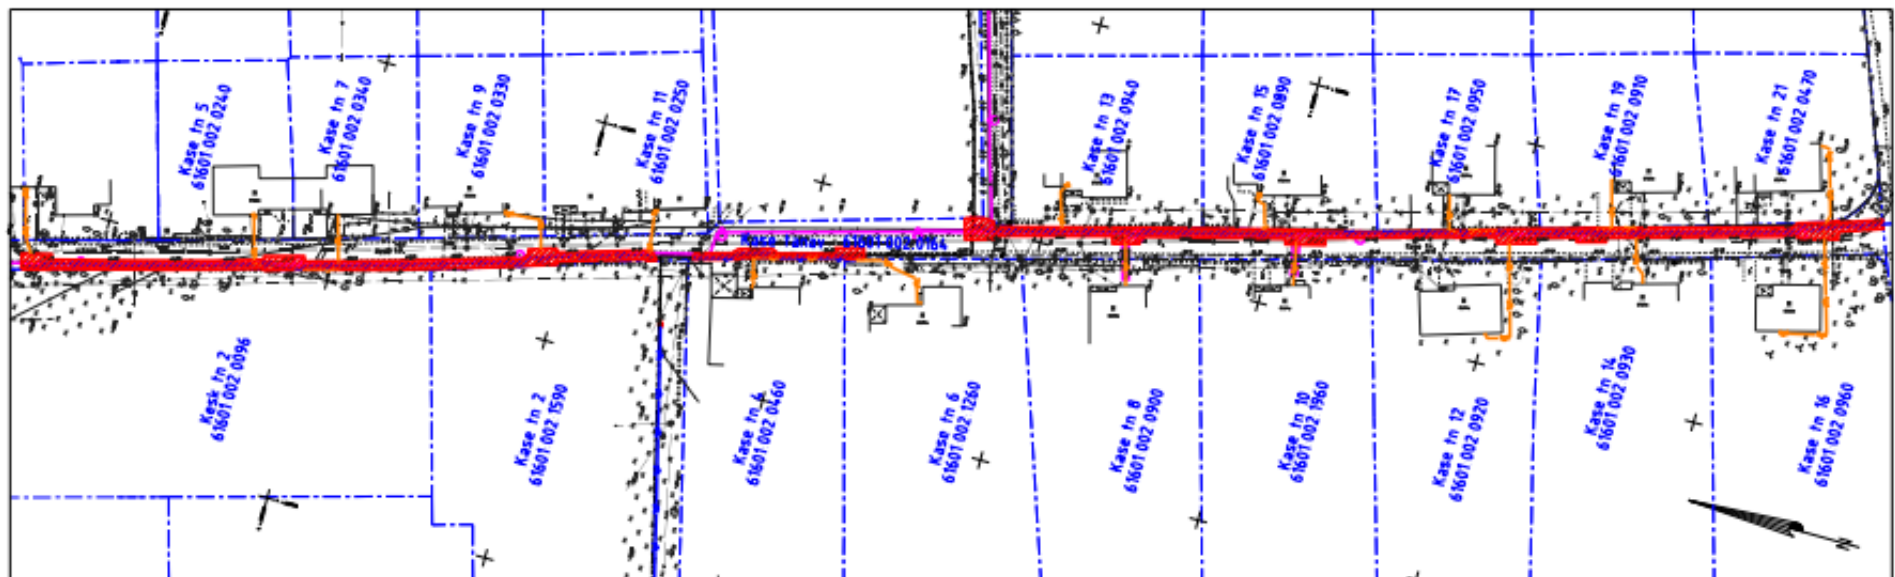 Kase tn 5
61601 002 0240
Kase tn 7
61601 002 0340
Kase tn 9
61601 002 0330
Kase tn 11
61601 002 0250
Kase tn 13
61601 002 0940
Kase tn 15
61601 002 0890
Kase tn 17
61601 002 0950
Kase tn 19
61601 002 0910
Kase tn 21
61601 002 0470
Kase Tänav 61601 002 0164
Kesk tn 2
61601 002 0096
Kase tn 2
61601 002 1590
Kase tn 4
61601 002 0460
Kase tn 6
61601 002 1260
Kase tn 8
61601 002 0900
Kase tn 10
61601 002 1960
Kase tn 12
61601 002 0920
Kase tn 14
61601 002 0930
Kase tn 16
61601 002 0960
N